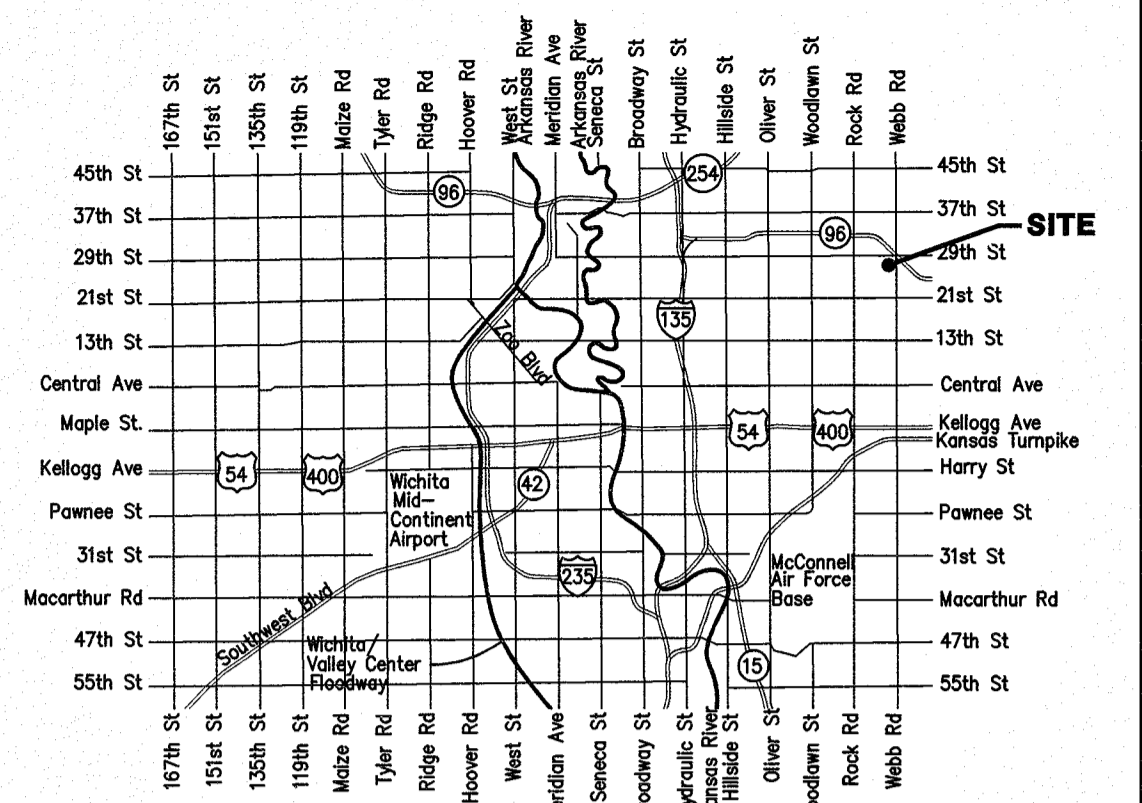 167th St
151st St
135th St
119th St
Maize Rd
Tyler Rd
Ridge Rd
Hoover Rd
West St
Arkansas River
Meridian Ave
Arkansas River
Seneca St
Broadway St
Hydraulic St
Hillside St
Oliver St
Woodlawn St
Rock Rd
Webb Rd
45th St
254
45th St
96
37th St
37th St
SITE
96
29th St
29th St
21st St
21st St
135
13th St
Zoo Blvd
13th St
Central Ave
Central Ave
Maple St.
54
400
Kellogg Ave
Kansas Turnpike
Kellogg Ave
54
400
Harry St
Wichita
Mid-
Continent
Airport
42
Pawnee St
Pawnee St
31st St
31st St
235
McConnell
Air Force
Base
Macarthur Rd
Macarthur Rd
Southwest Blvd
47th St
Wichita/
Valley Center
Floodway
47th St
15
55th St
55th St
167th St
151st St
135th St
119th St
Maize Rd
Tyler Rd
Ridge Rd
Hoover Rd
West St
eridian Ave
Seneca St
oadway St
ydraulic St
ansas River
Hillside St
Oliver St
oodlawn St
Rock Rd
Webb Rd